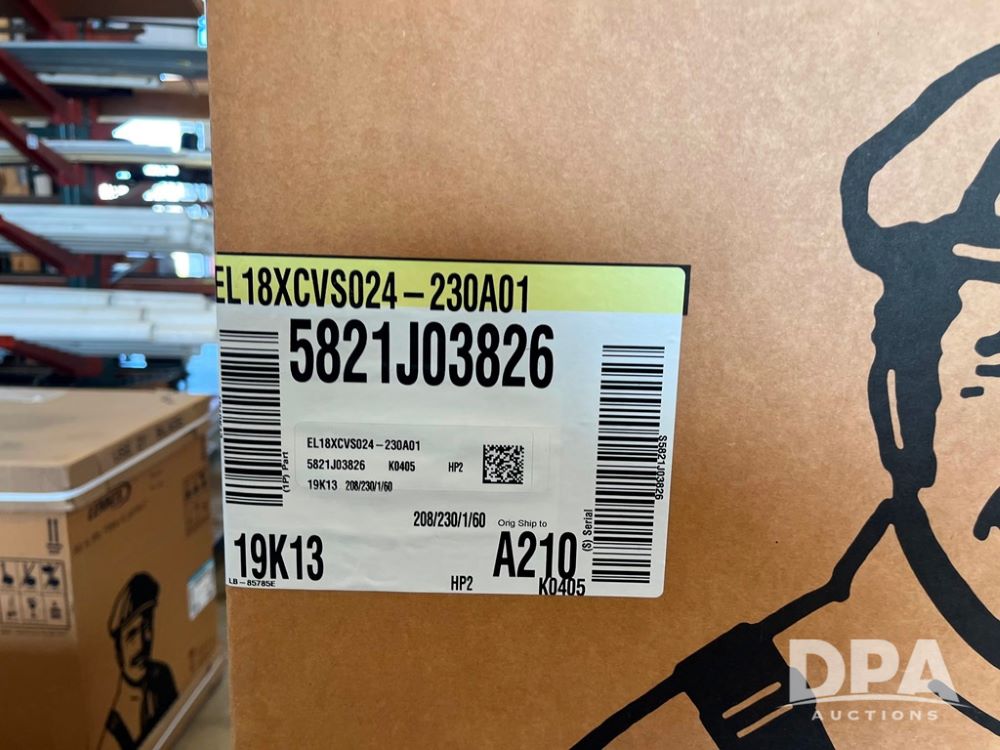 EL18XCVS024-230A01
5821J03826
EL18XCVS024-230A01
5821J03826 K0405 HP2
19K13 208/230/1/60
(1P) Part
S5821J03826
(S) Serial
208/230/1/60 Orig Ship to
19K13 A210
LB-85785E HP2 K0405
LENNOX
DPA
AUCTIONS